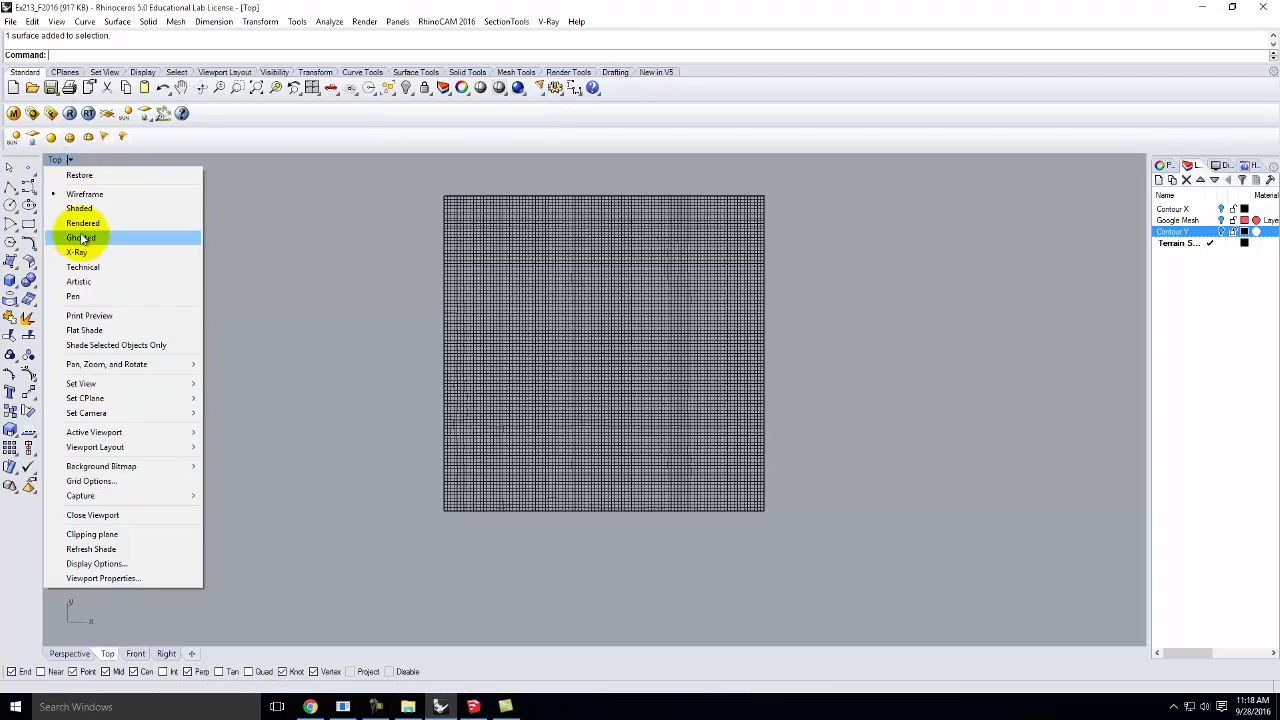 Ex213_F2016 (917 KB) - Rhinoceros 5.0 Educational Lab License - [Top]
File Edit View Curve Surface Solid Mesh Dimension Transform Tools Analyze Render Panels RhinoCAM 2016 SectionTools V-Ray Help
1 surface added to selection.
Command:
Standard CPlanes Set View Display Select Viewport Layout Visibility Transform Curve Tools Surface Tools Solid Tools Mesh Tools Render Tools Drafting New in V5
Top
Restore
Wireframe
Shaded
Rendered
Ghosted
X-Ray
Technical
Artistic
Pen
Print Preview
Flat Shade
Shade Selected Objects Only
Pan, Zoom, and Rotate
Set View
Set CPlane
Set Camera
Active Viewport
Viewport Layout
Background Bitmap
Grid Options...
Capture
Close Viewport
Clipping plane
Refresh Shade
Display Options...
Viewport Properties...
y
x
P... L... Di... H...
Name Material
Contour X
Google Mesh Laye
Contour Y
Terrain S...
Perspective Top Front Right
End Near Point Mid Cen Int Perp Tan Quad Knot Vertex Project Disable
Search Windows
11:18 AM
9/28/2016